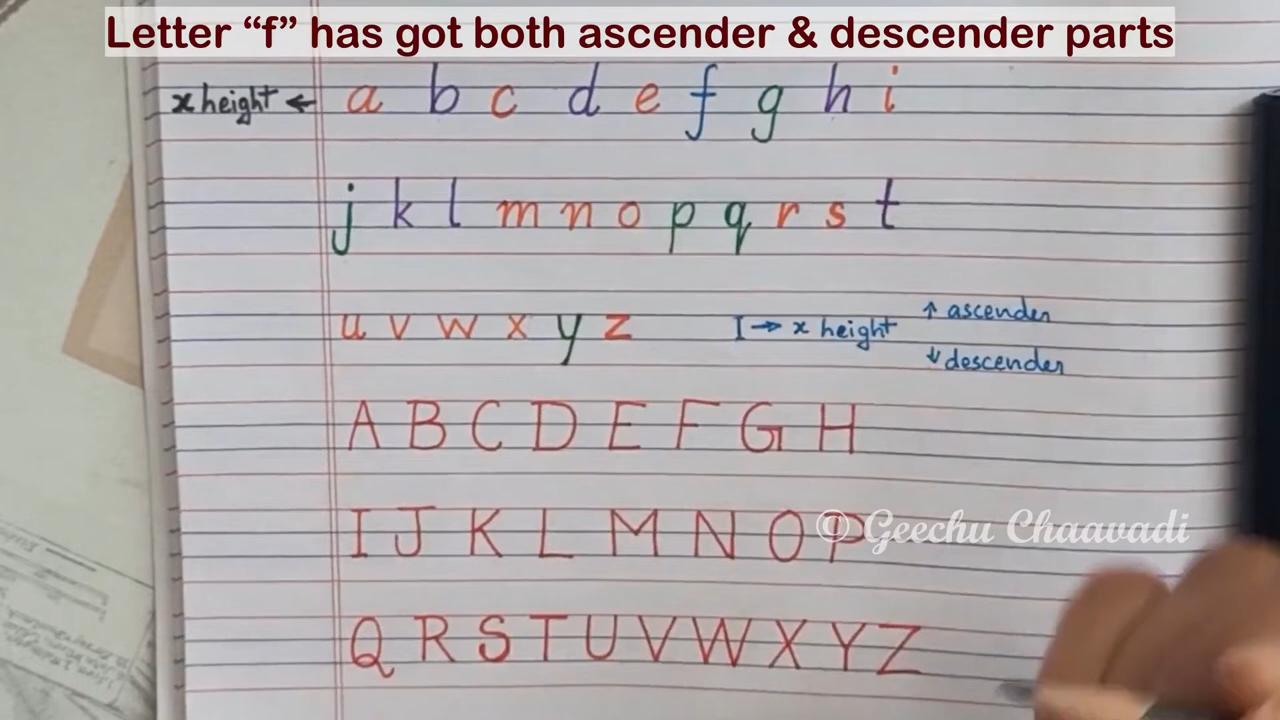 Letter “f” has got both ascender & descender parts
x height ← a b c d e f g h i
j k l m n o p q r s t
u v w x y z I → x height ↑ ascender
↓ descender
A B C D E F G H
I J K L M N O P
© Geechu Chaavadi
Q R S T U V W X Y Z